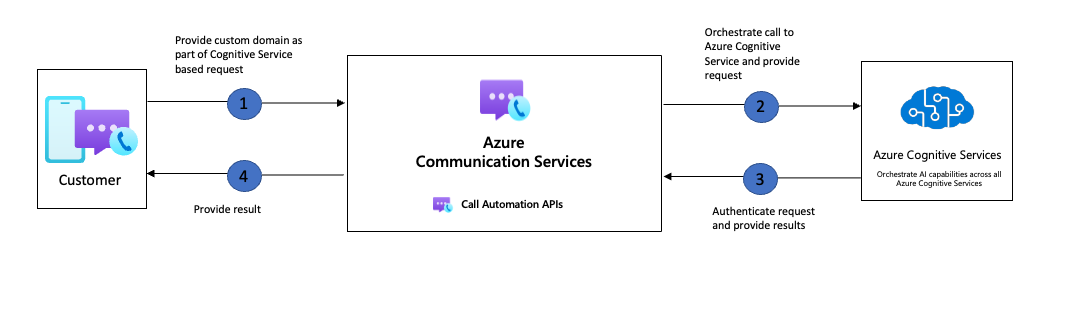 Provide custom domain as
part of Cognitive Service
based request
1
Customer
4
Provide result
Azure
Communication Services
Call Automation APIs
Orchestrate call to
Azure Cognitive
Service and provide
request
2
3
Authenticate request
and provide results
Azure Cognitive Services
Orchestrate AI capabilities across all
Azure Cognitive Services